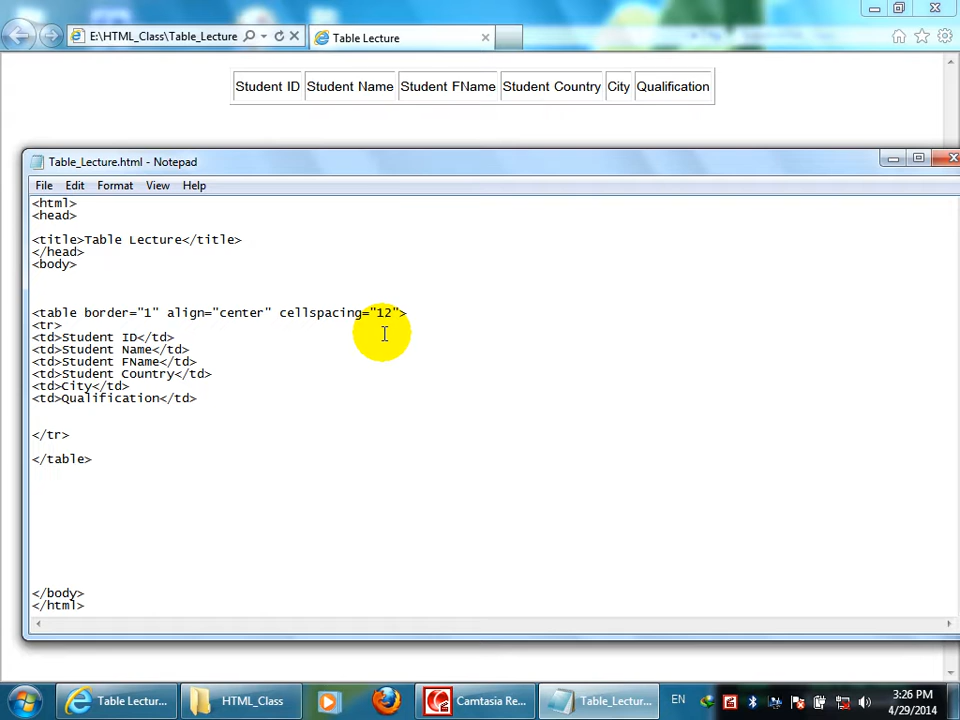 E:\HTML_Class\Table_Lecture
Table Lecture
Student ID Student Name Student FName Student Country City Qualification
Table_Lecture.html - Notepad
File Edit Format View Help
<html>
<head>
<title>Table Lecture</title>
</head>
<body>
<table border="1" align="center" cellspacing="12">
<tr>
<td>Student ID</td>
<td>Student Name</td>
<td>Student FName</td>
<td>Student Country</td>
<td>City</td>
<td>Qualification</td>
</tr>
</table>
</body>
</html>
Table Lectur... HTML_Class Camtasia Re... Table_Lectur... EN 3:26 PM
4/29/2014